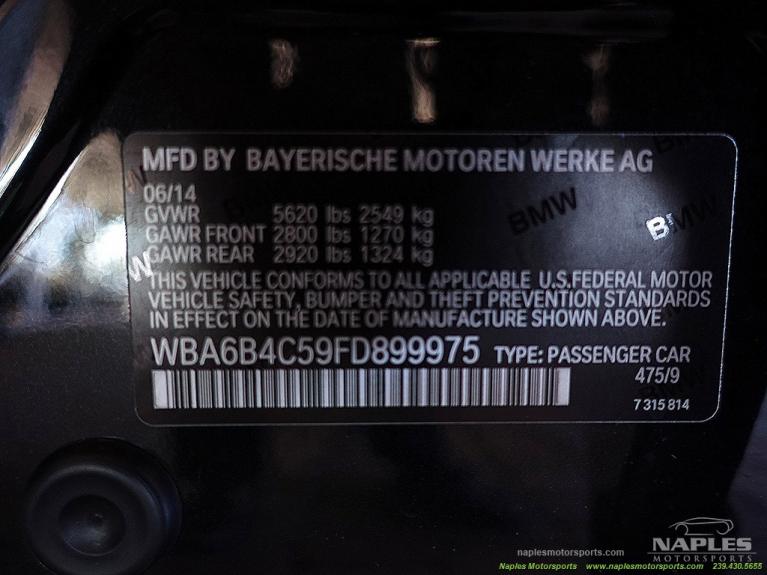 MFD BY BAYERISCHE MOTOREN WERKE AG
06/14
GVWR 5620 lbs 2549 kg
GAWR FRONT 2800 lbs 1270 kg
GAWR REAR 2920 lbs 1324 kg
BMW
BMW
W
THIS VEHICLE CONFORMS TO ALL APPLICABLE U.S.FEDERAL MOTOR
VEHICLE SAFETY, BUMPER AND THEFT PREVENTION STANDARDS
IN EFFECT ON THE DATE OF MANUFACTURE SHOWN ABOVE.
WBA6B4C59FD899975 TYPE: PASSENGER CAR
475/9
7 315 814
NAPLES
MOTORSPORTS
naplesmotorsports.com
Naples Motorsports www.naplesmotorsports.com 239.430.5655